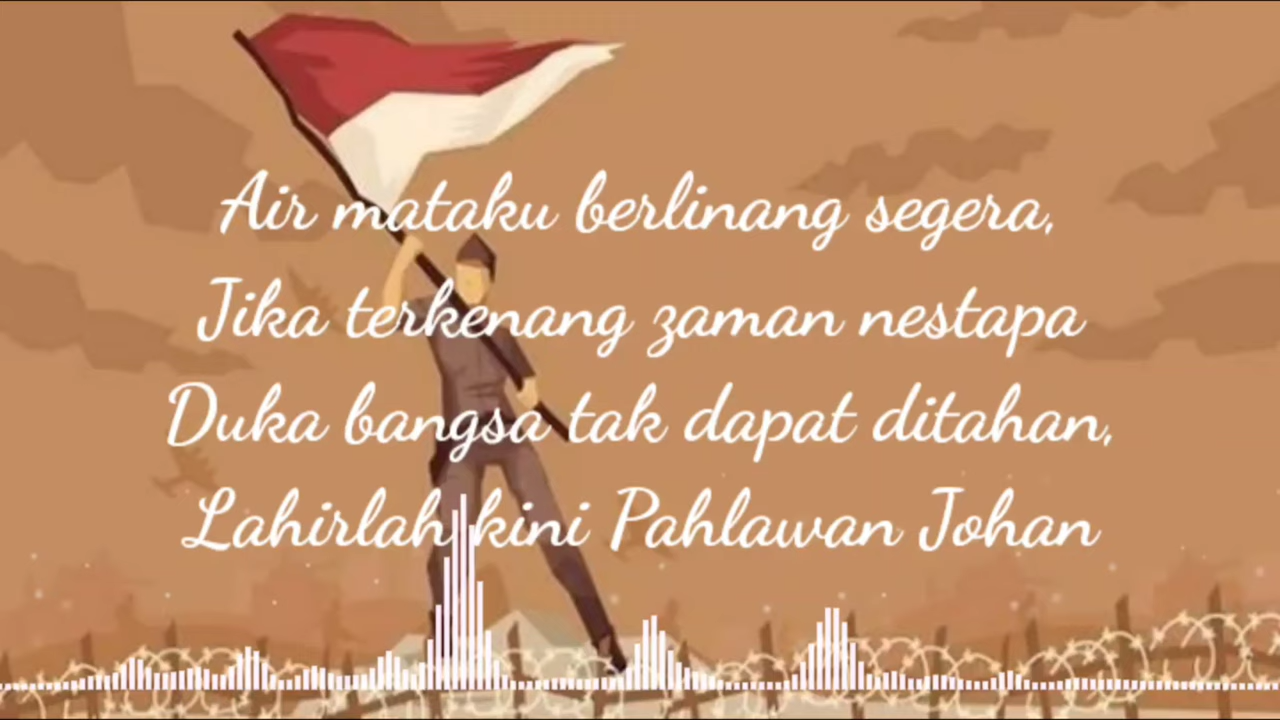 Air mataku berlinang segera,
Jika terkenang zaman nestapa
Duka bangsa tak dapat ditahan,
Lahirlah kini Pahlawan Johan